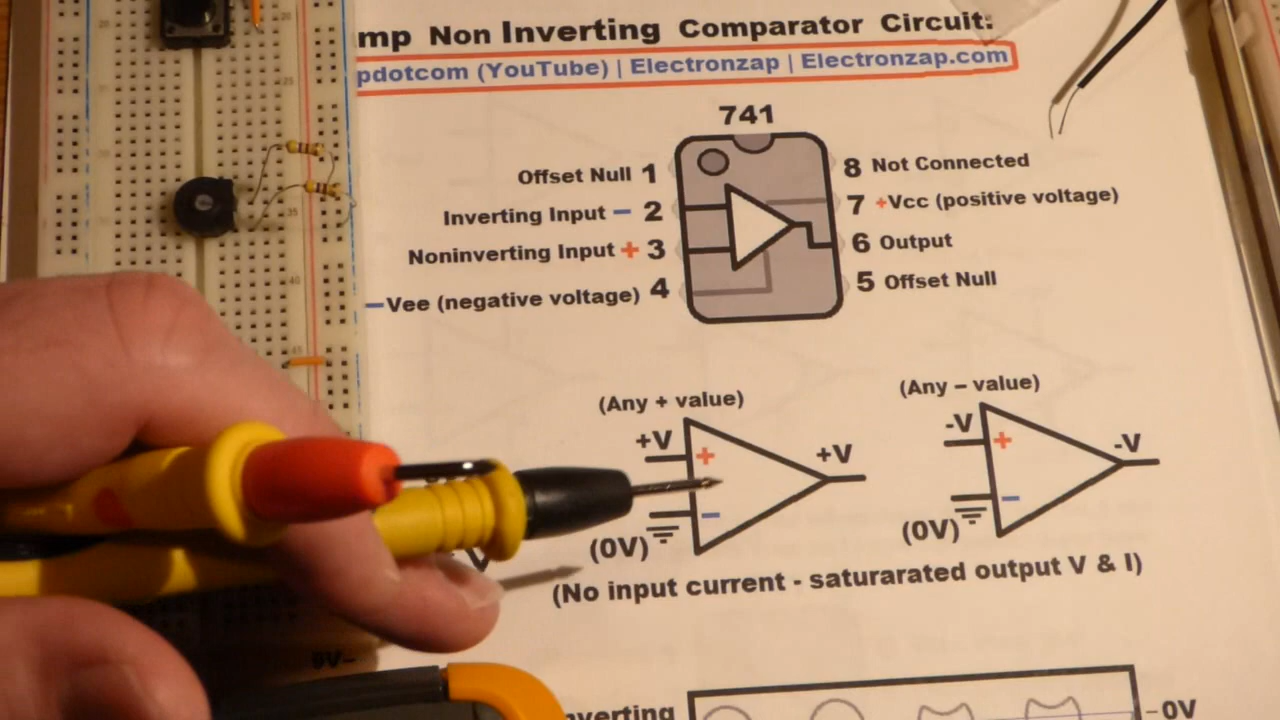 mp Non Inverting Comparator Circuit:
pdotcom (YouTube) | Electronzap | Electronzap.com
741
Offset Null 1
8 Not Connected
Inverting Input − 2
7 +Vcc (positive voltage)
Noninverting Input + 3
6 Output
−Vee (negative voltage) 4
5 Offset Null
(Any + value)
(Any − value)
+V
+
+V
−
(0V)
-V
+
-V
−
(0V)
(No input current - saturarated output V & I)
verting
0V